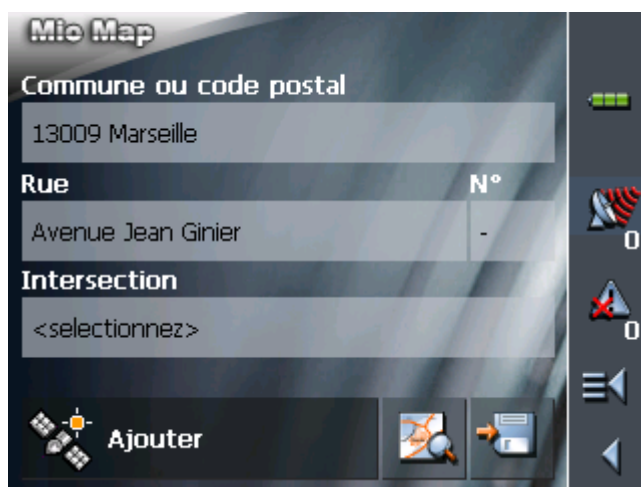 Mio Map
Commune ou code postal
13009 Marseille
Rue N°
Avenue Jean Ginier -
Intersection
<selectionnez>
Ajouter
0
0